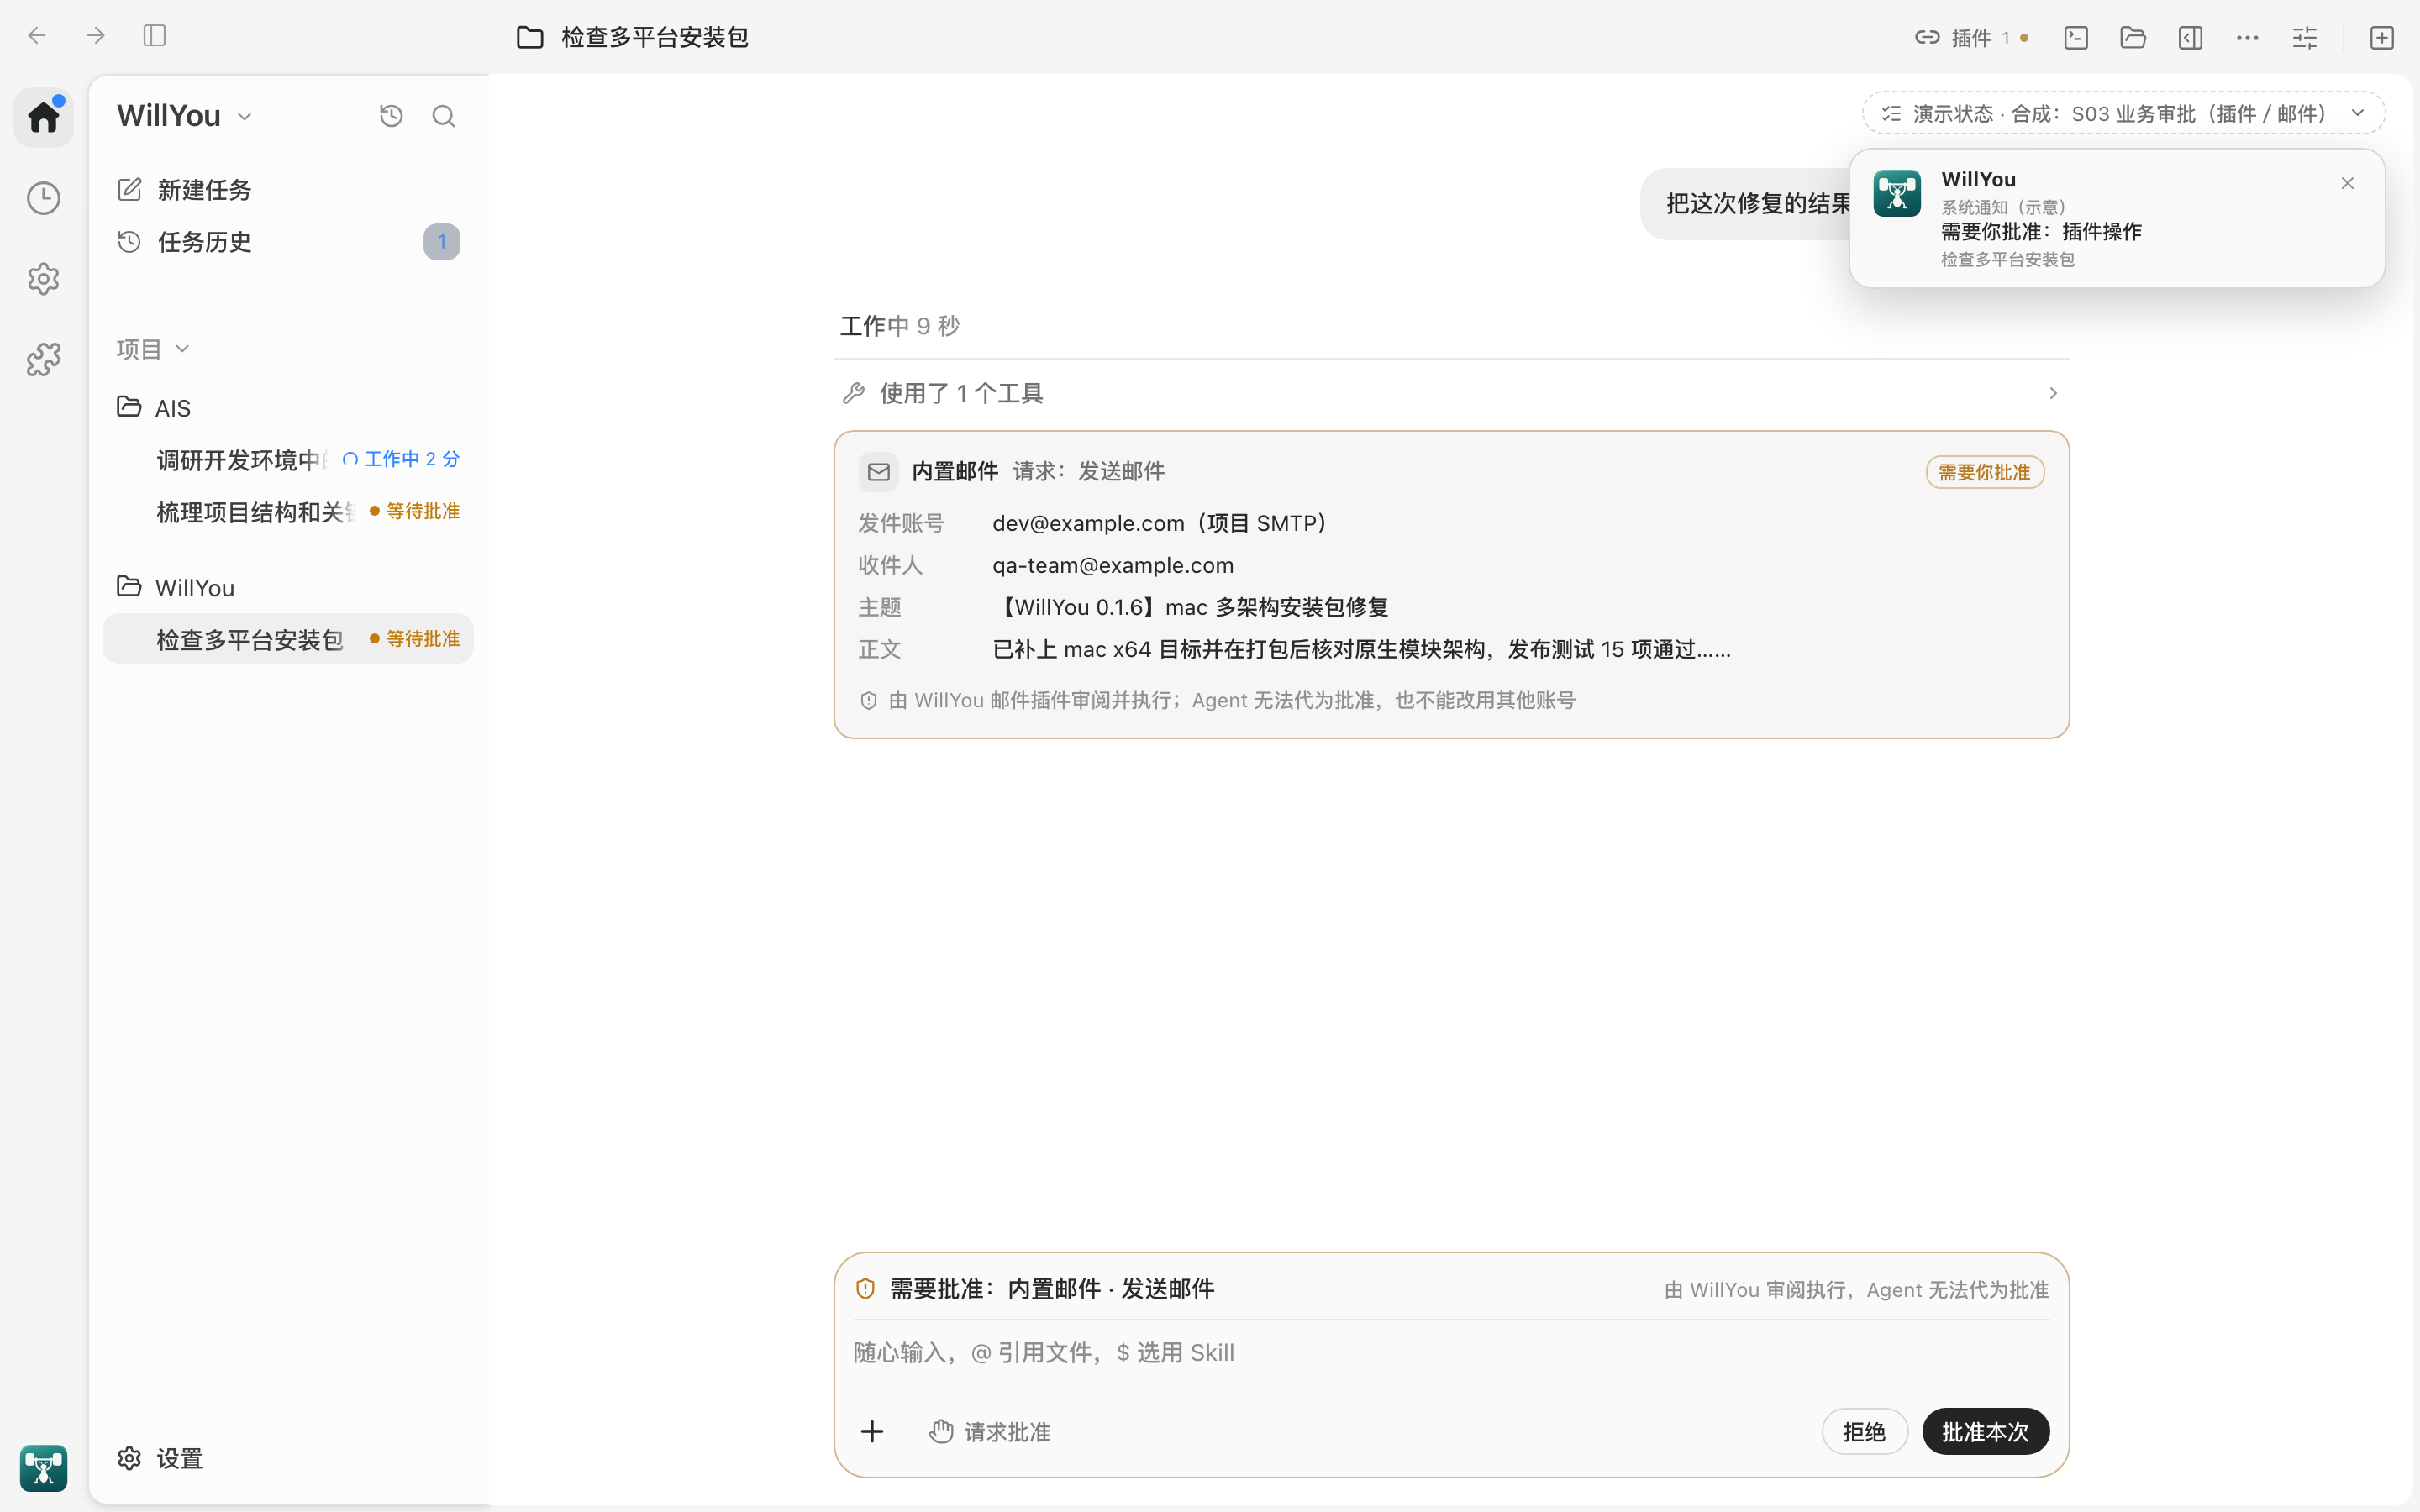 检查多平台安装包
插件 1
WillYou
新建任务
任务历史
1
项目
AIS
调研开发环境中
工作中 2 分
梳理项目结构和关
等待批准
WillYou
检查多平台安装包
等待批准
设置
演示状态 · 合成：S03 业务审批（插件 / 邮件）
WillYou
系统通知（示意）
需要你批准：插件操作
检查多平台安装包
把这次修复的结果
工作中 9 秒
使用了 1 个工具
内置邮件 请求：发送邮件
需要你批准
发件账号 dev@example.com（项目 SMTP）
收件人 qa-team@example.com
主题 【WillYou 0.1.6】mac 多架构安装包修复
正文 已补上 mac x64 目标并在打包后核对原生模块架构，发布测试 15 项通过……
由 WillYou 邮件插件审阅并执行；Agent 无法代为批准，也不能改用其他账号
需要批准：内置邮件 · 发送邮件
由 WillYou 审阅执行，Agent 无法代为批准
随心输入，@ 引用文件，$ 选用 Skill
请求批准
拒绝
批准本次